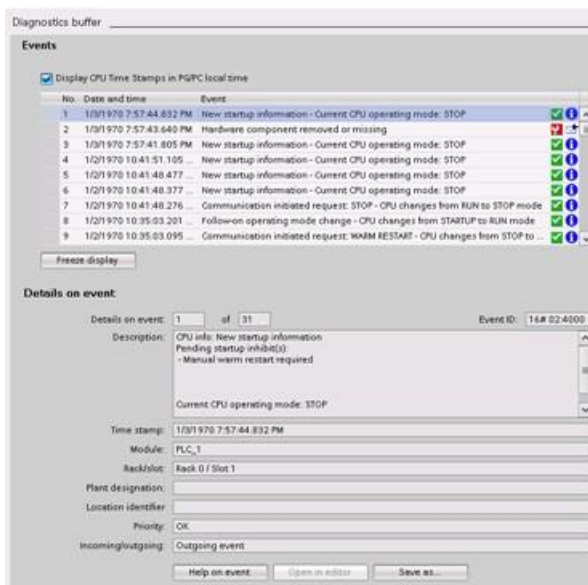 Diagnostics buffer
Events
Display CPU Time Stamps in PG/PC local time
No. Date and time Event
1 1/3/1970 7:57:44.832 PM New startup information - Current CPU operating mode: STOP
2 1/3/1970 7:57:43.640 PM Hardware component removed or missing
3 1/3/1970 7:57:41.805 PM New startup information - Current CPU operating mode: STOP
4 1/2/1970 10:41:51.105 ... New startup information - Current CPU operating mode: STOP
5 1/2/1970 10:41:48.477 ... New startup information - Current CPU operating mode: STOP
6 1/2/1970 10:41:48.377 ... New startup information - Current CPU operating mode: STOP
7 1/2/1970 10:41:48.276 ... Communication initiated request: STOP - CPU changes from RUN to STOP mode
8 1/2/1970 10:35:03.201 ... Follow-on operating mode change - CPU changes from STARTUP to RUN mode
9 1/2/1970 10:35:03.095 ... Communication initiated request: WARM RESTART - CPU changes from STOP to ...
Freeze display
Details on event
Details on event: 1 of 31 Event ID: 16# 02:4000
Description: CPU info: New startup information
Pending startup inhibit(s):
- Manual warm restart required
Current CPU operating mode: STOP
Time stamp: 1/3/1970 7:57:44.832 PM
Module: PLC_1
Rack/slot: Rack 0 / Slot 1
Plant designation:
Location identifier
Priority: OK
Incoming/outgoing: Outgoing event
Help on event Open in editor Save as...